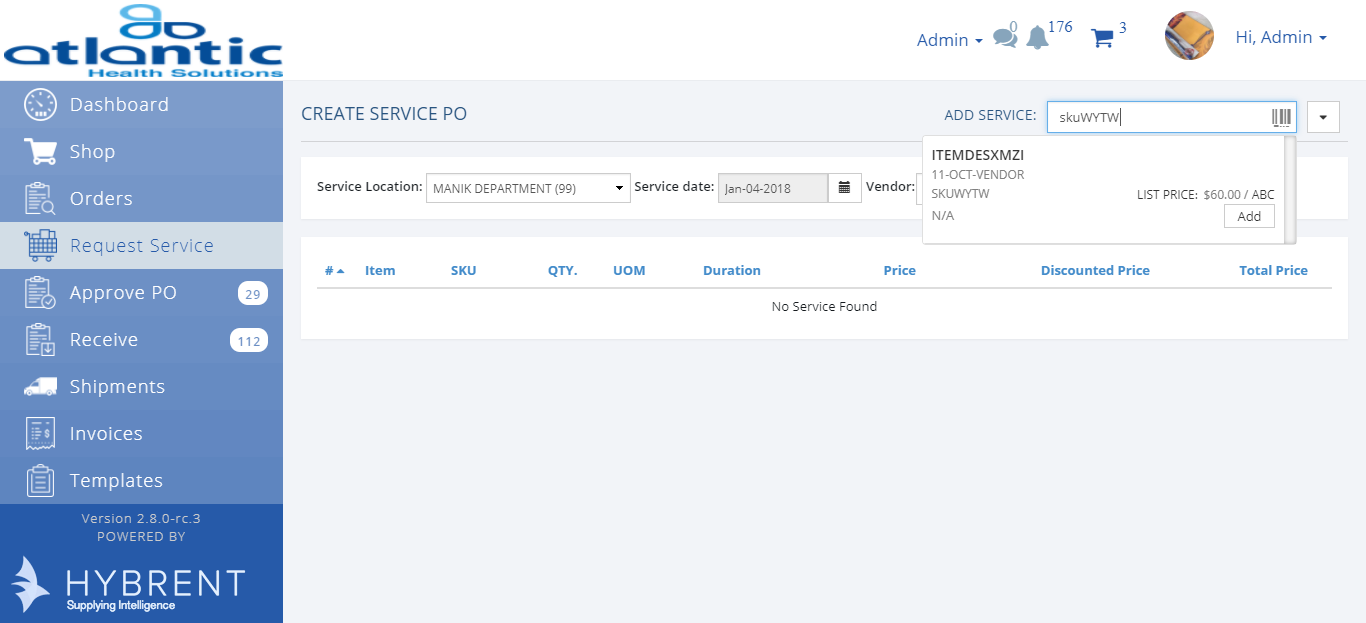 atlantic
Health Solutions
Admin
0
176
3
Hi, Admin
Dashboard
Shop
Orders
Request Service
Approve PO 29
Receive 112
Shipments
Invoices
Templates
Version 2.8.0-rc.3
POWERED BY
HYBRENT
Supplying Intelligence
CREATE SERVICE PO
ADD SERVICE: skuWYTW
ITEMDESXMZI
11-OCT-VENDOR
SKUWYTW LIST PRICE: $60.00 / ABC
N/A Add
Service Location: MANIK DEPARTMENT (99) Service date: Jan-04-2018 Vendor:
# Item SKU QTY. UOM Duration Price Discounted Price Total Price
No Service Found